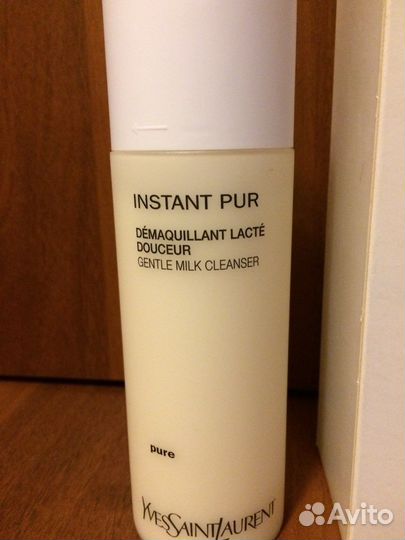 INSTANT PUR
DÉMAQUILLANT LACTÉ
DOUCEUR
GENTLE MILK CLEANSER
pure
YVESSAINTLAURENT
Avito